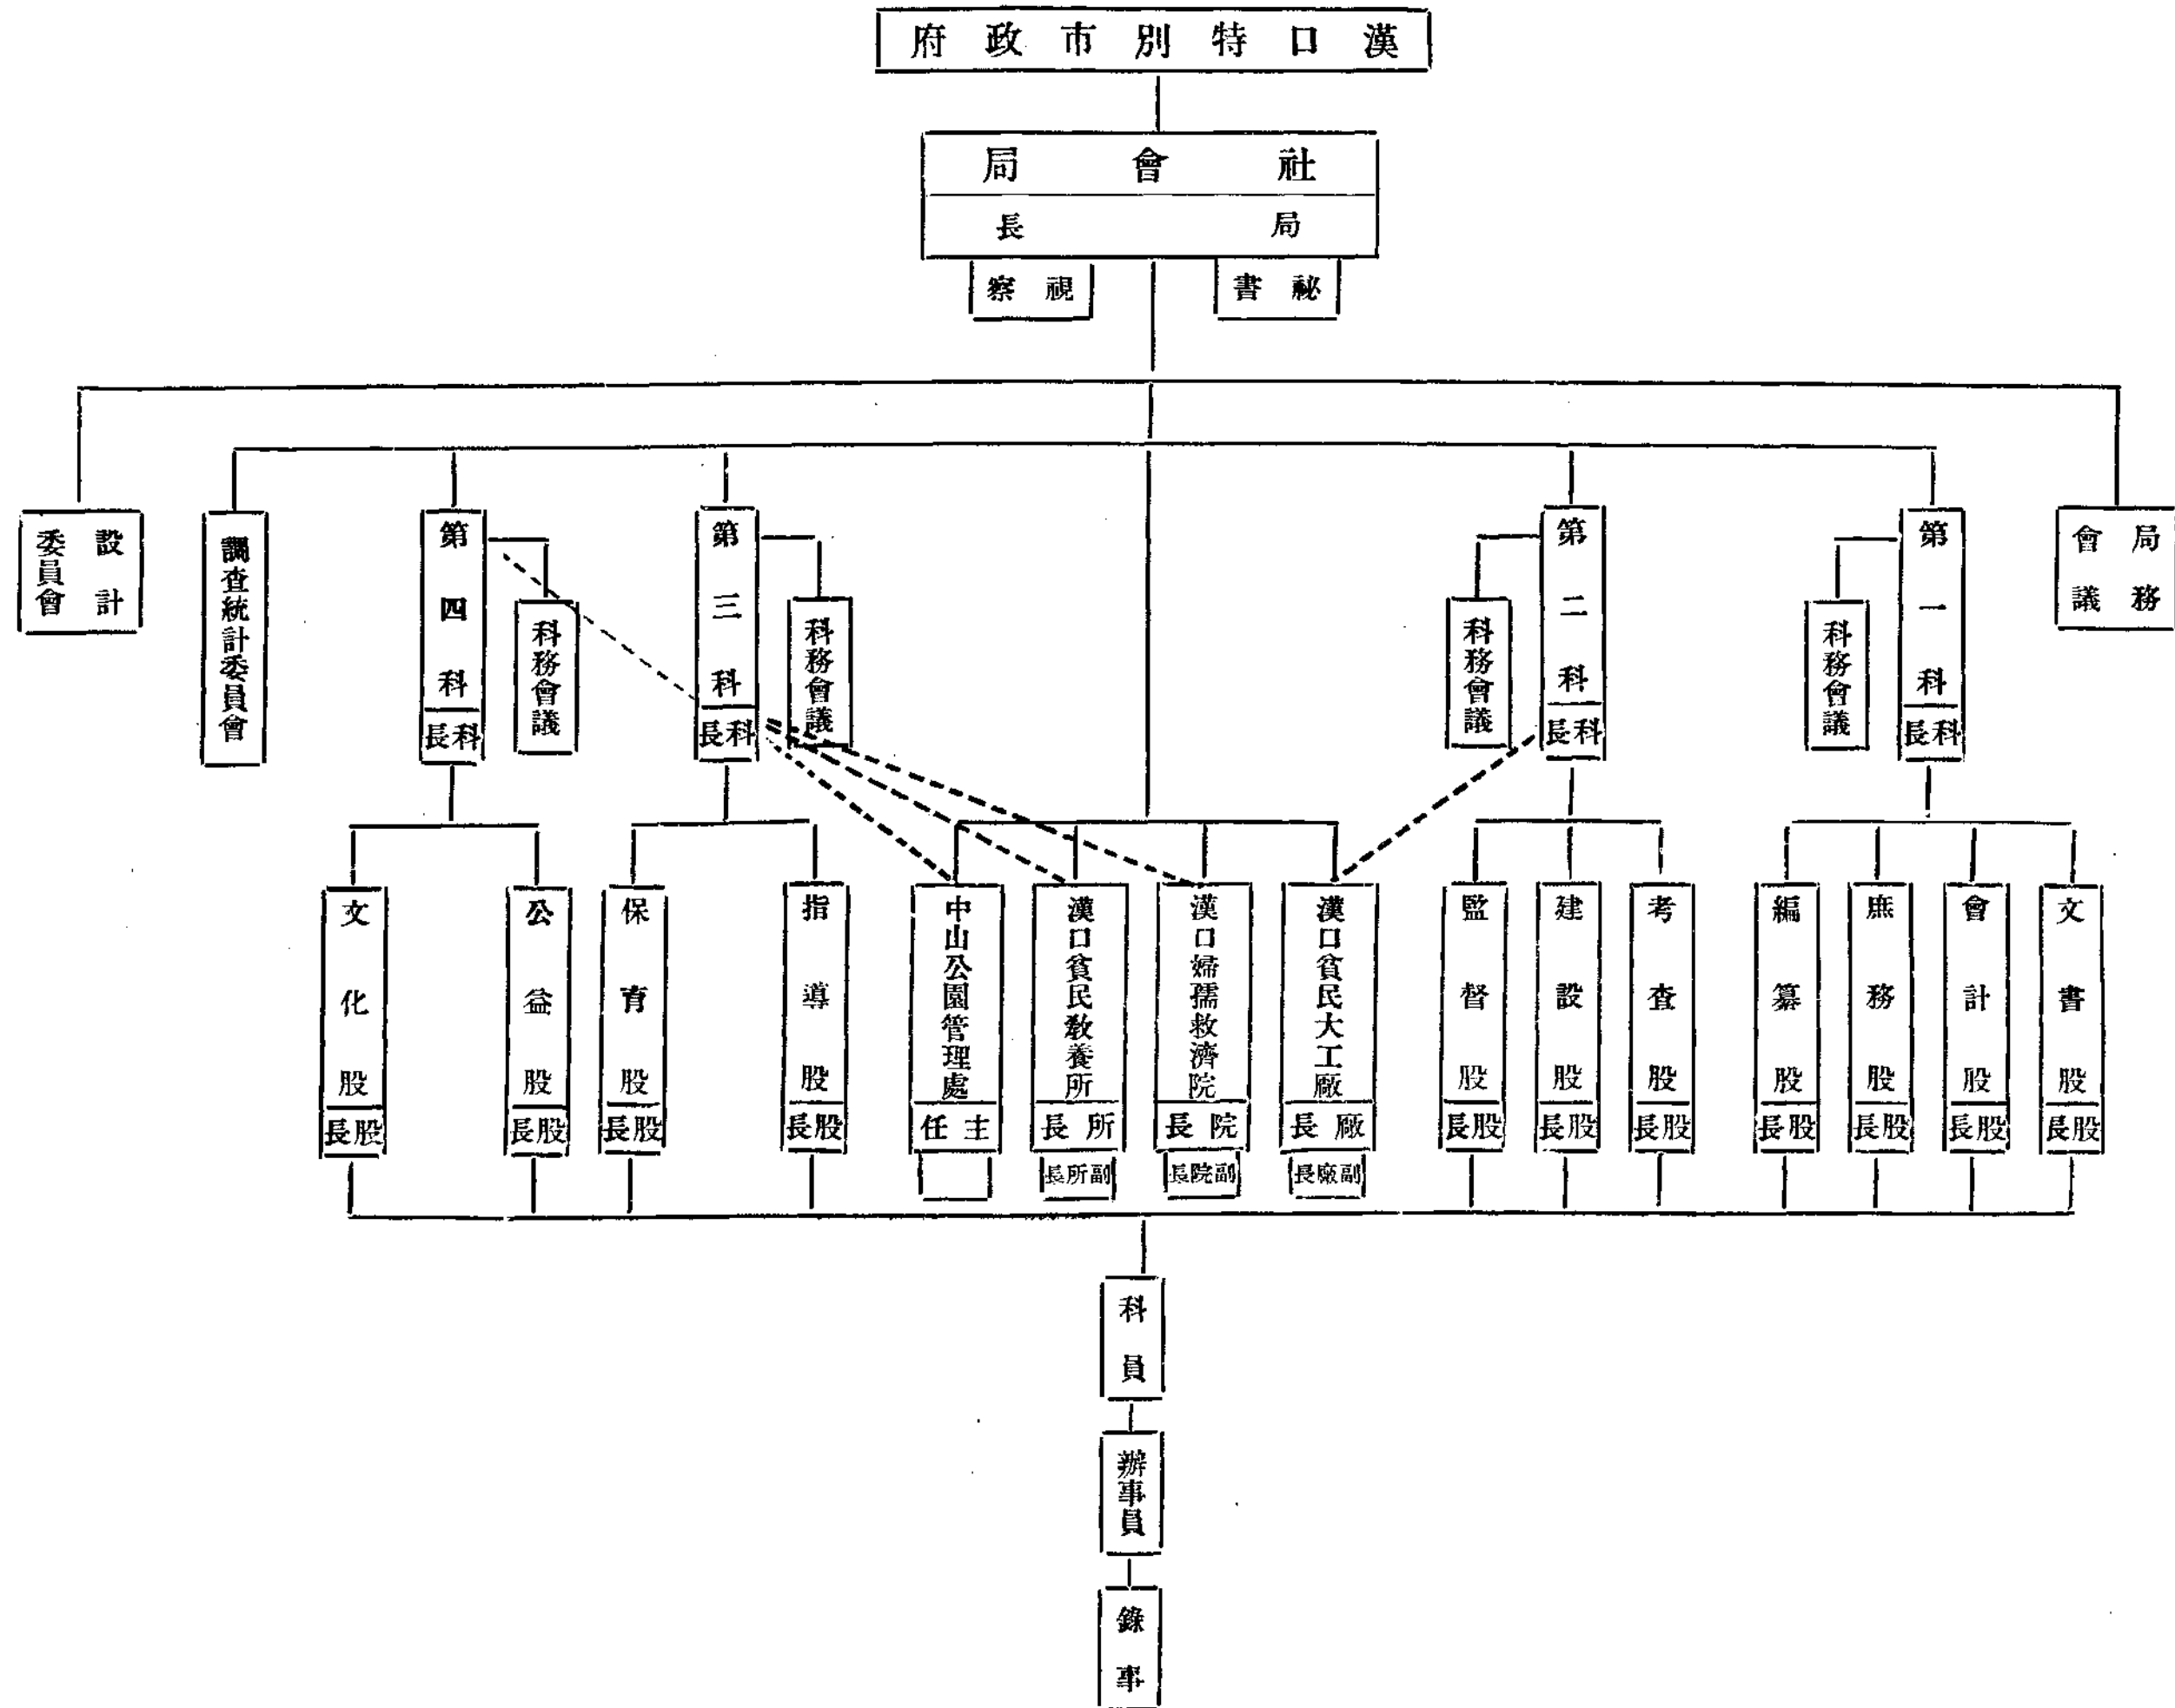 漢口特別市政府
社會局
局長
祕書
視察
局務
會議
第一科
科長
科務會議
第二科
科長
科務會議
第三科
科長
科務會議
第四科
科長
科務會議
調查統計委員會
設計
委員會
文書股
股長
會計股
股長
庶務股
股長
編纂股
股長
考查股
股長
建設股
股長
監督股
股長
漢口貧民大工廠
廠長
副廠長
漢口婦孺救濟院
院長
副院長
漢口貧民教養所
所長
副所長
中山公園管理處
主任
指導股
股長
保育股
股長
公益股
股長
文化股
股長
科員
辦事員
錄事